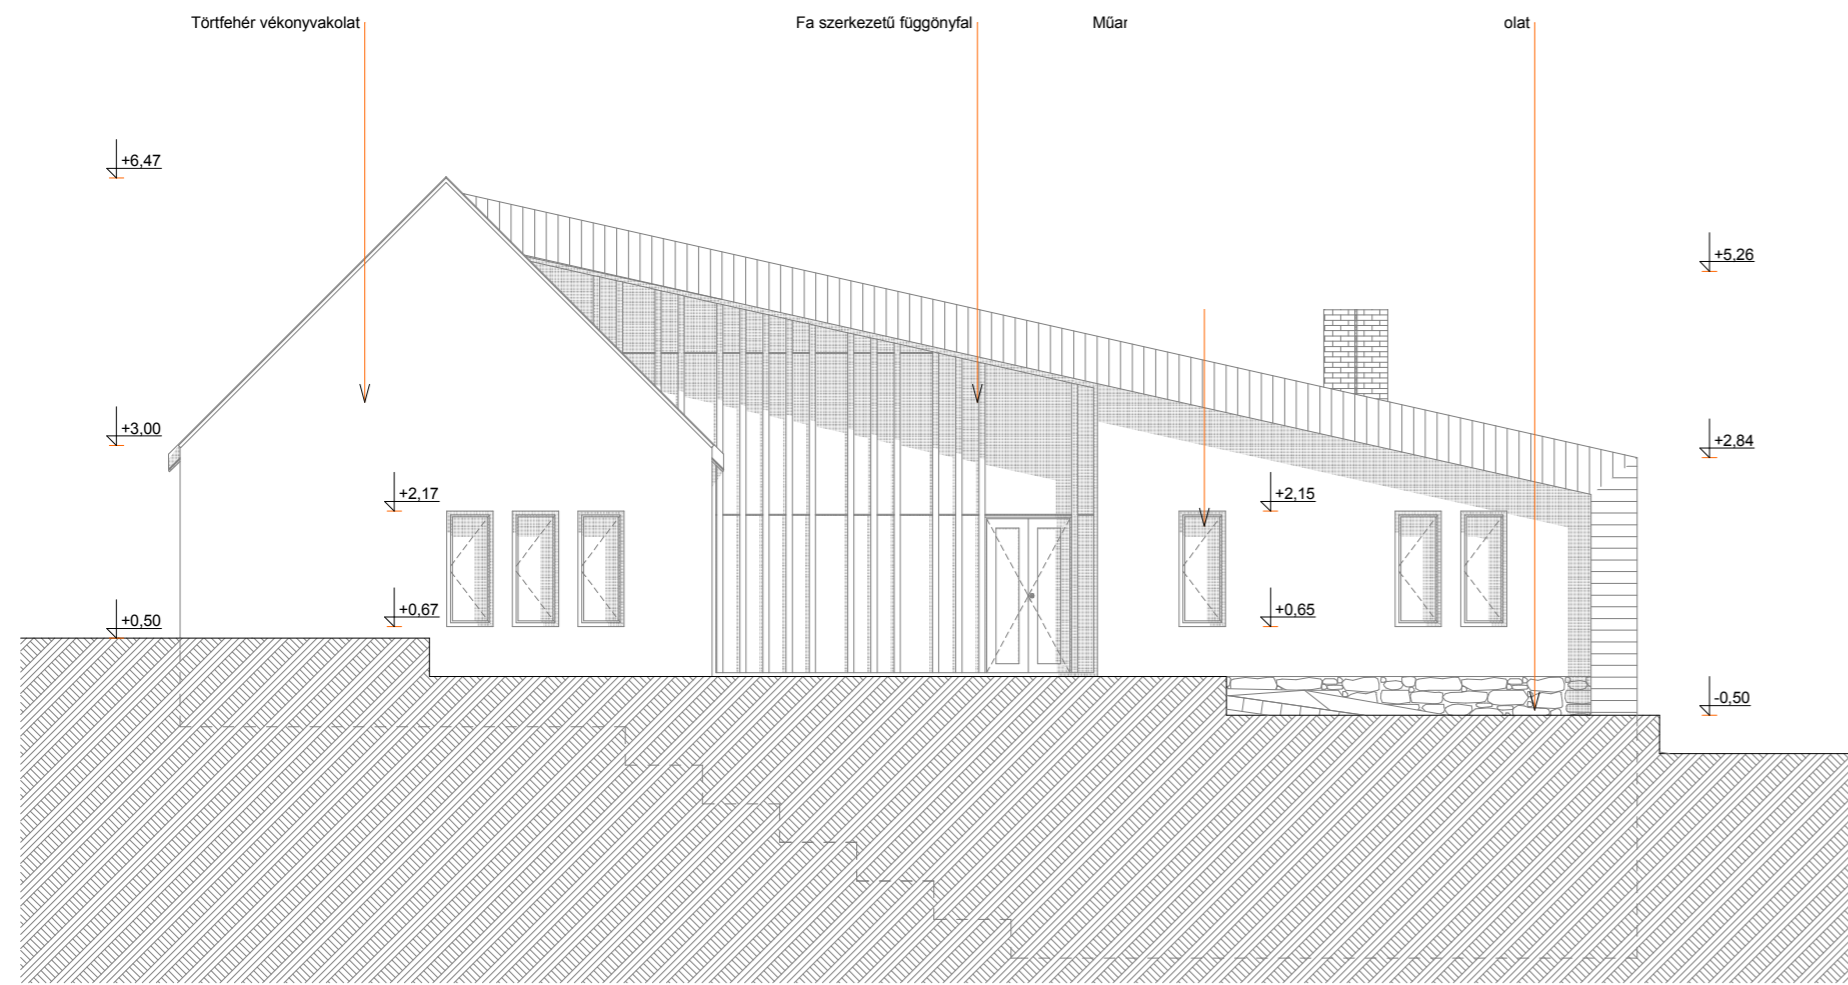 Törtfehér vékonyvakolat
Fa szerkezetű függönyfal
Műar
olat
+6,47
+5,26
+3,00
+2,84
+2,17
+2,15
+0,67
+0,65
+0,50
-0,50